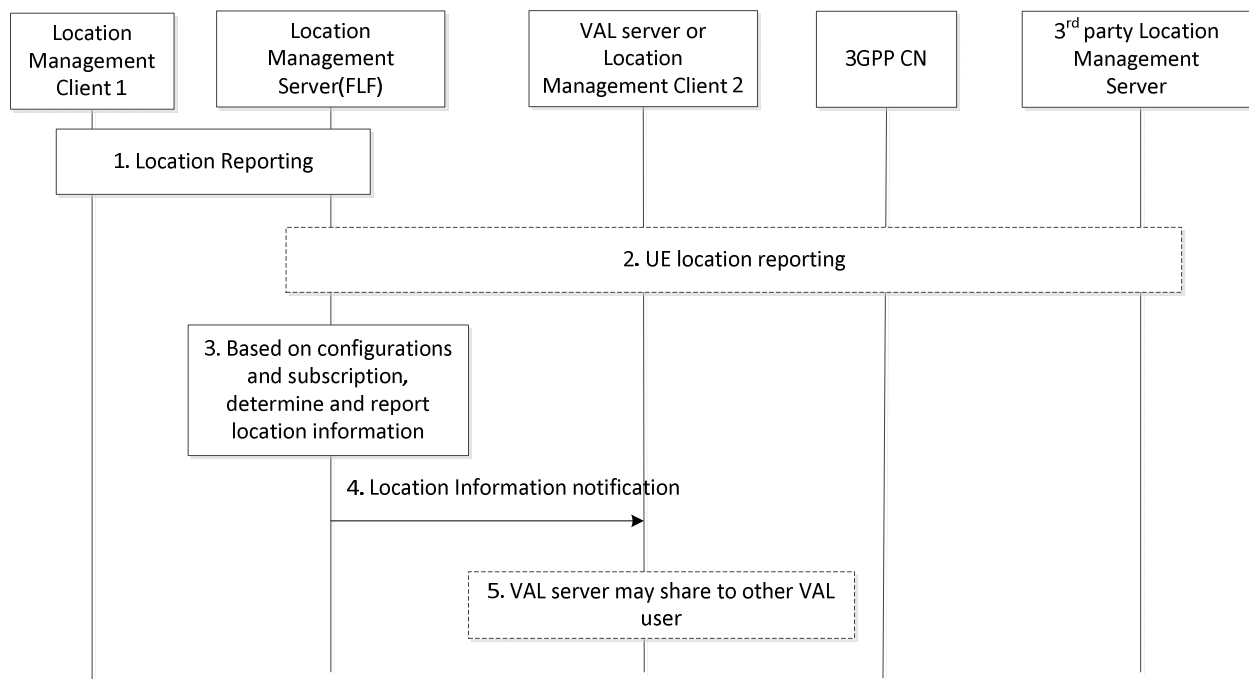 Location
Management
Client 1
Location
Management
Server(FLF)
VAL server or
Location
Management Client 2
3GPP CN
3rd party Location
Management
Server
1. Location Reporting
2. UE location reporting
3. Based on configurations
and subscription,
determine and report
location information
4. Location Information notification
5. VAL server may share to other VAL
user